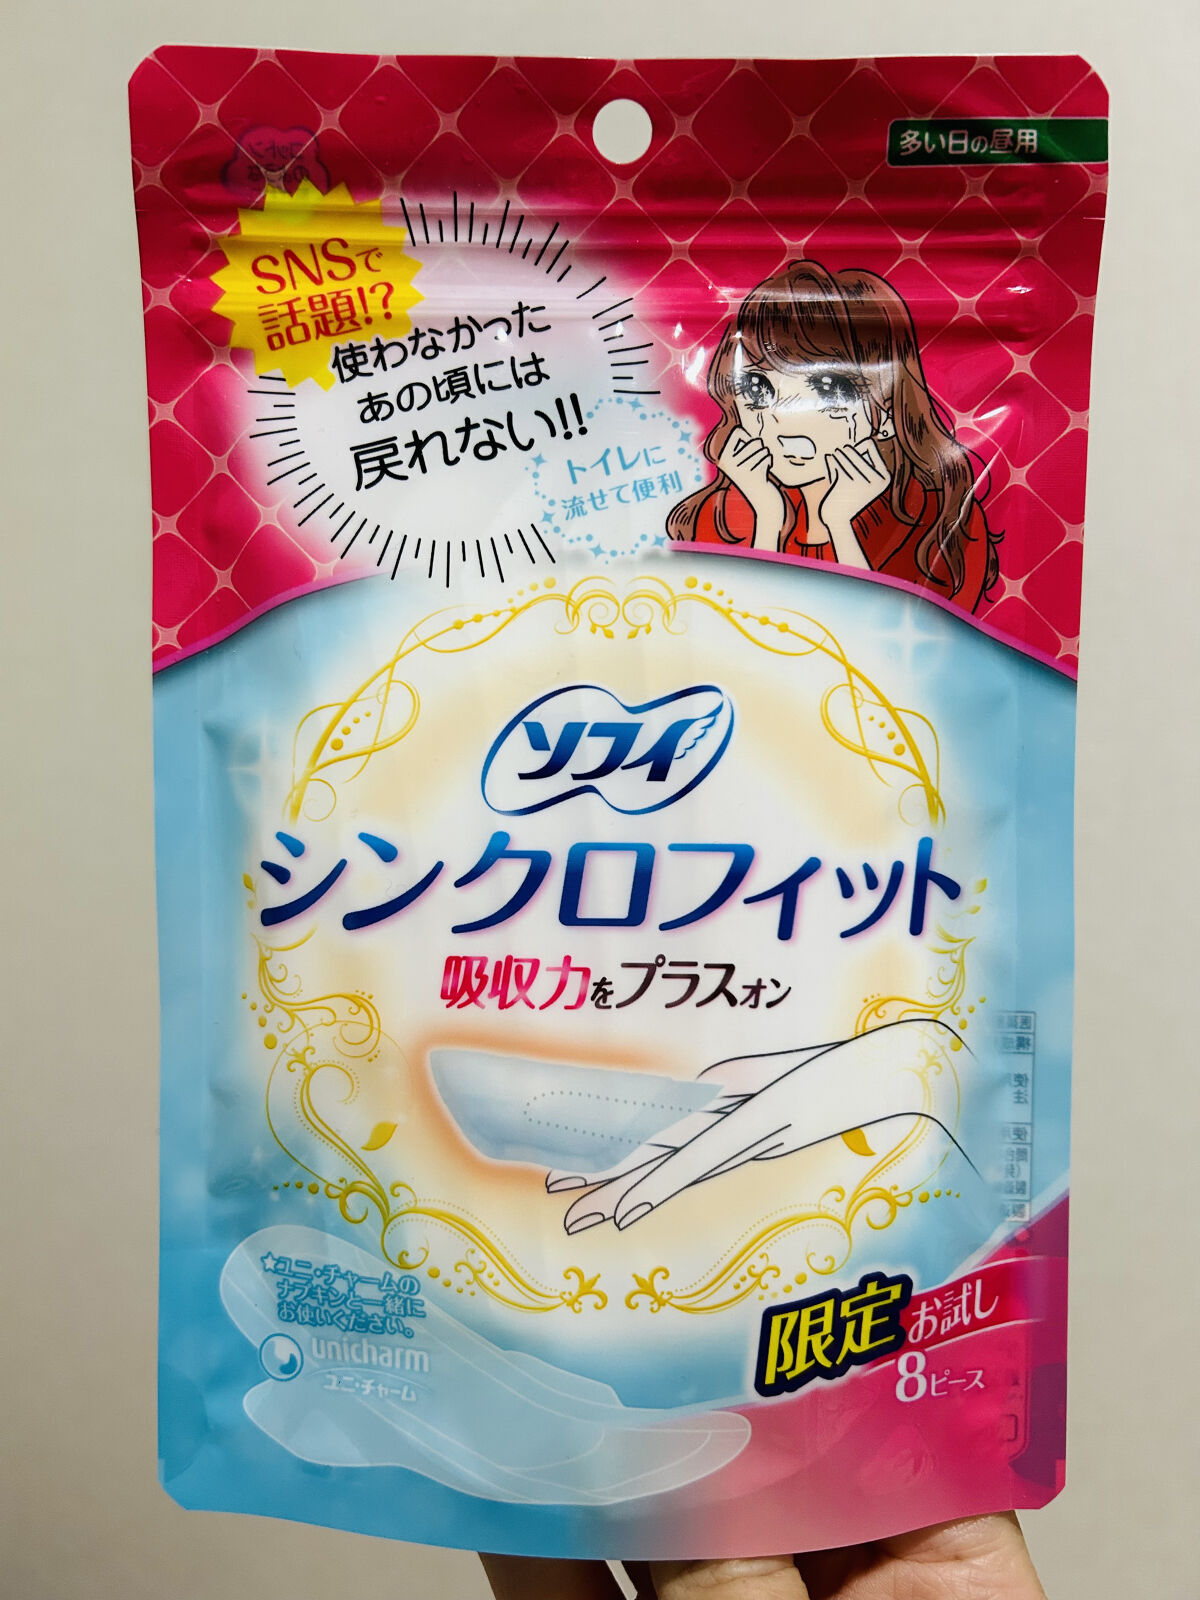 多い日の昼用
SNSで
話題!?
使わなかった
あの頃には
戻れない!!
トイレに
流せて便利
ソフィ
シンクロフィット
吸収力をプラスオン
★ユニ・チャームの
ナプキンと一緒に
お使いください。
unicharm
ユニ・チャーム
限定お試し
8ピース